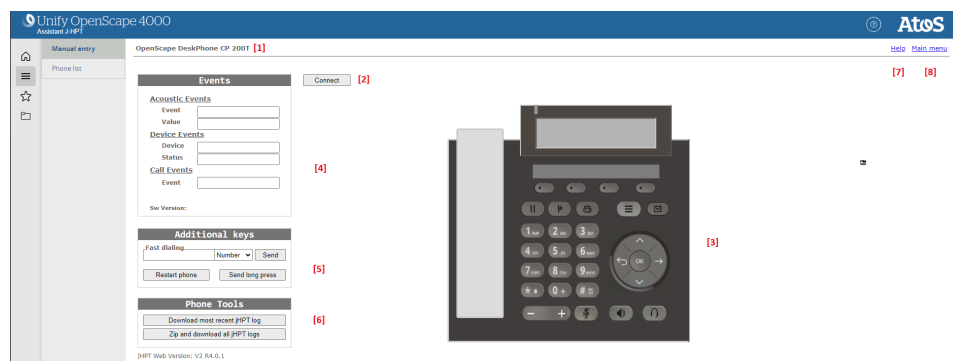 Unify OpenScape 4000
Assistant J-HPT
Atos
Manual entry
Phone list
OpenScape DeskPhone CP 200T [1]
Help Main menu
[7] [8]
Events
Connect [2]
Acoustic Events
Event
Value
Device Events
Device
Status
Call Events
Event
[4]
Sw Version:
Additional keys
Fast dialing
Number Send
Restart phone Send long press
[5]
Phone Tools
Download most recent jHPT log
Zip and download all jHPT logs
[6]
jHPT Web Version: V2 R4.0.1
1 2 3
4 5 6
OK
7 8 9
* 0 + #
- +
[3]